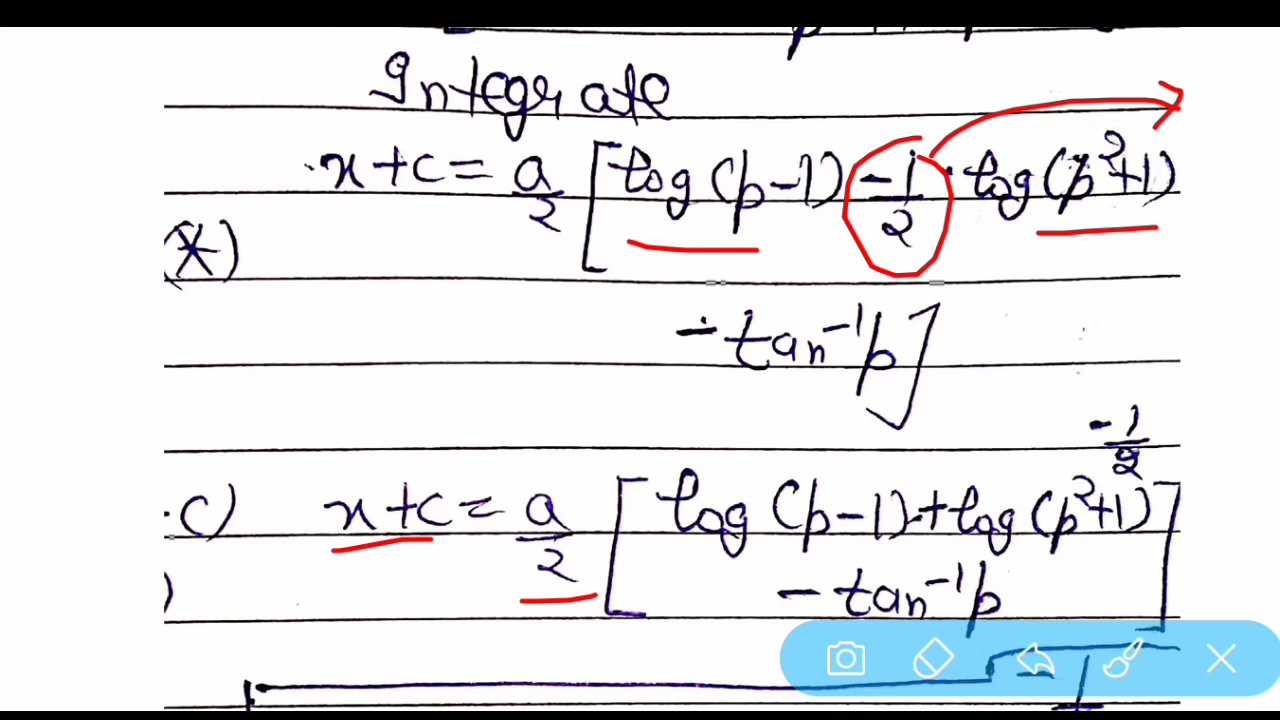 Integrate
x+c = a/2 [log(p-1) -1/2 · log(p²+1)
(*)
- tan⁻¹p]
-1/2
·c) x+c = a/2 [log(p-1)+log(p²+1)
) - tan⁻¹p]